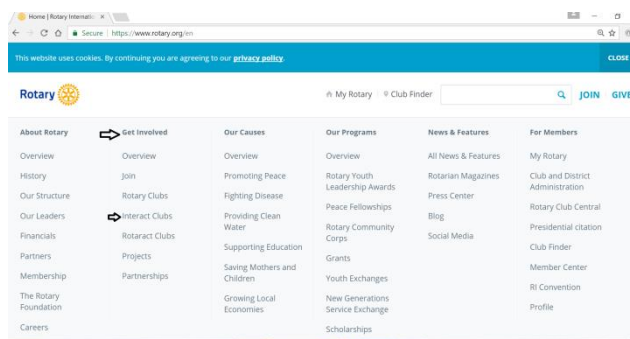 Home | Rotary Internatio
Secure | https://www.rotary.org/en
This website uses cookies. By continuing you are agreeing to our privacy policy.
CLOSE
Rotary
My Rotary
Club Finder
JOIN
GIVE
About Rotary
Overview
History
Our Structure
Our Leaders
Financials
Partners
Membership
The Rotary
Foundation
Careers
Get Involved
Overview
Join
Rotary Clubs
Interact Clubs
Rotaract Clubs
Projects
Partnerships
Our Causes
Overview
Promoting Peace
Fighting Disease
Providing Clean
Water
Supporting Education
Saving Mothers and
Children
Growing Local
Economies
Our Programs
Overview
Rotary Youth
Leadership Awards
Peace Fellowships
Rotary Community
Corps
Grants
Youth Exchanges
New Generations
Service Exchange
Scholarships
News & Features
All News & Features
Rotarian Magazines
Press Center
Blog
Social Media
For Members
My Rotary
Club and District
Administration
Rotary Club Central
Presidential citation
Club Finder
Member Center
RI Convention
Profile